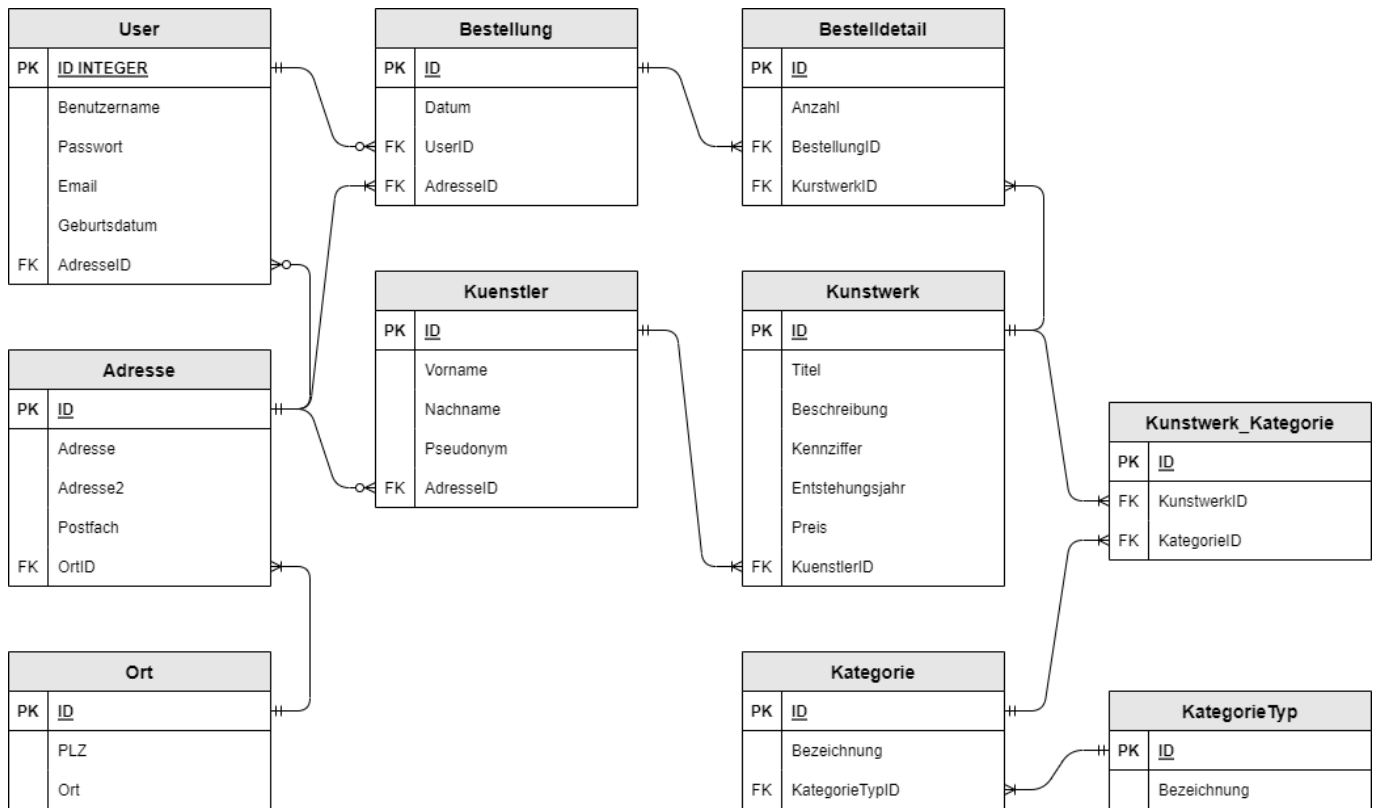 User
PK ID INTEGER
Benutzername
Passwort
Email
Geburtsdatum
FK AdresseID
Bestellung
PK ID
Datum
FK UserID
FK AdresseID
Bestelldetail
PK ID
Anzahl
FK BestellungID
FK KurstwerkID
Adresse
PK ID
Adresse
Adresse2
Postfach
FK OrtID
Kuenstler
PK ID
Vorname
Nachname
Pseudonym
FK AdresseID
Kunstwerk
PK ID
Titel
Beschreibung
Kennziffer
Entstehungsjahr
Preis
FK KuenstlerID
Kunstwerk_Kategorie
PK ID
FK KunstwerkID
FK KategorieID
Ort
PK ID
PLZ
Ort
Kategorie
PK ID
Bezeichnung
FK KategorieTypID
KategorieTyp
PK ID
Bezeichnung